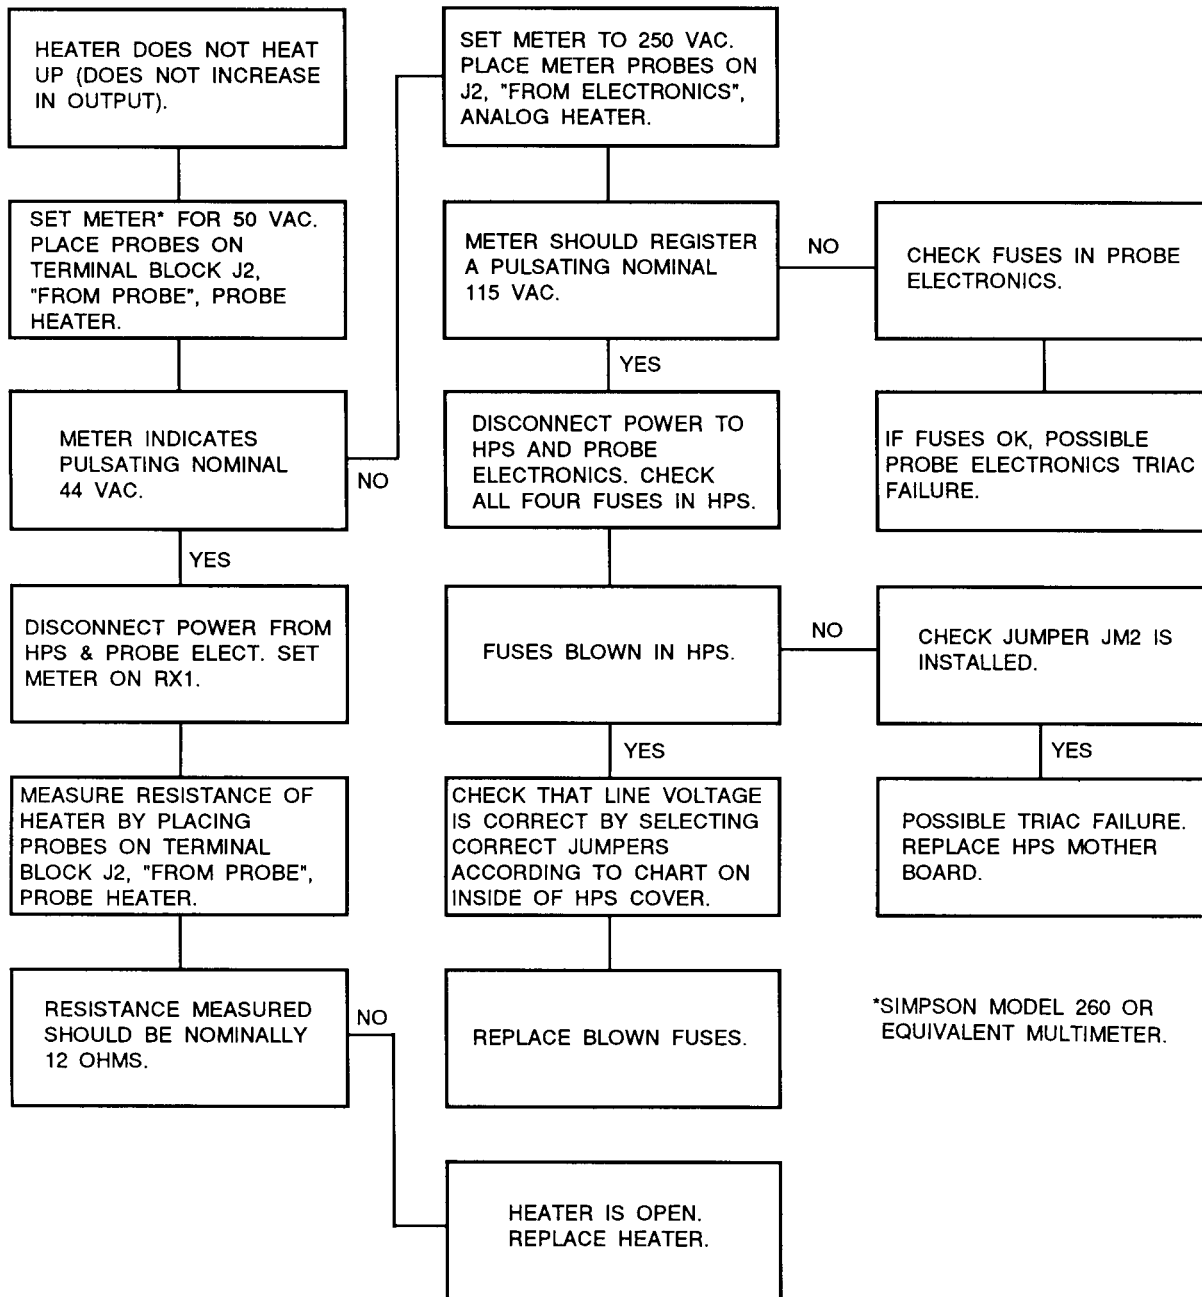 HEATER DOES NOT HEAT
UP (DOES NOT INCREASE
IN OUTPUT).
SET METER* FOR 50 VAC.
PLACE PROBES ON
TERMINAL BLOCK J2,
"FROM PROBE", PROBE
HEATER.
METER INDICATES
PULSATING NOMINAL
44 VAC.
NO
YES
DISCONNECT POWER FROM
HPS & PROBE ELECT. SET
METER ON RX1.
MEASURE RESISTANCE OF
HEATER BY PLACING
PROBES ON TERMINAL
BLOCK J2, "FROM PROBE",
PROBE HEATER.
RESISTANCE MEASURED
SHOULD BE NOMINALLY
12 OHMS.
NO
SET METER TO 250 VAC.
PLACE METER PROBES ON
J2, "FROM ELECTRONICS",
ANALOG HEATER.
METER SHOULD REGISTER
A PULSATING NOMINAL
115 VAC.
NO
YES
DISCONNECT POWER TO
HPS AND PROBE
ELECTRONICS. CHECK
ALL FOUR FUSES IN HPS.
FUSES BLOWN IN HPS.
NO
YES
CHECK THAT LINE VOLTAGE
IS CORRECT BY SELECTING
CORRECT JUMPERS
ACCORDING TO CHART ON
INSIDE OF HPS COVER.
REPLACE BLOWN FUSES.
HEATER IS OPEN.
REPLACE HEATER.
CHECK FUSES IN PROBE
ELECTRONICS.
IF FUSES OK, POSSIBLE
PROBE ELECTRONICS TRIAC
FAILURE.
CHECK JUMPER JM2 IS
INSTALLED.
YES
POSSIBLE TRIAC FAILURE.
REPLACE HPS MOTHER
BOARD.
*SIMPSON MODEL 260 OR
EQUIVALENT MULTIMETER.